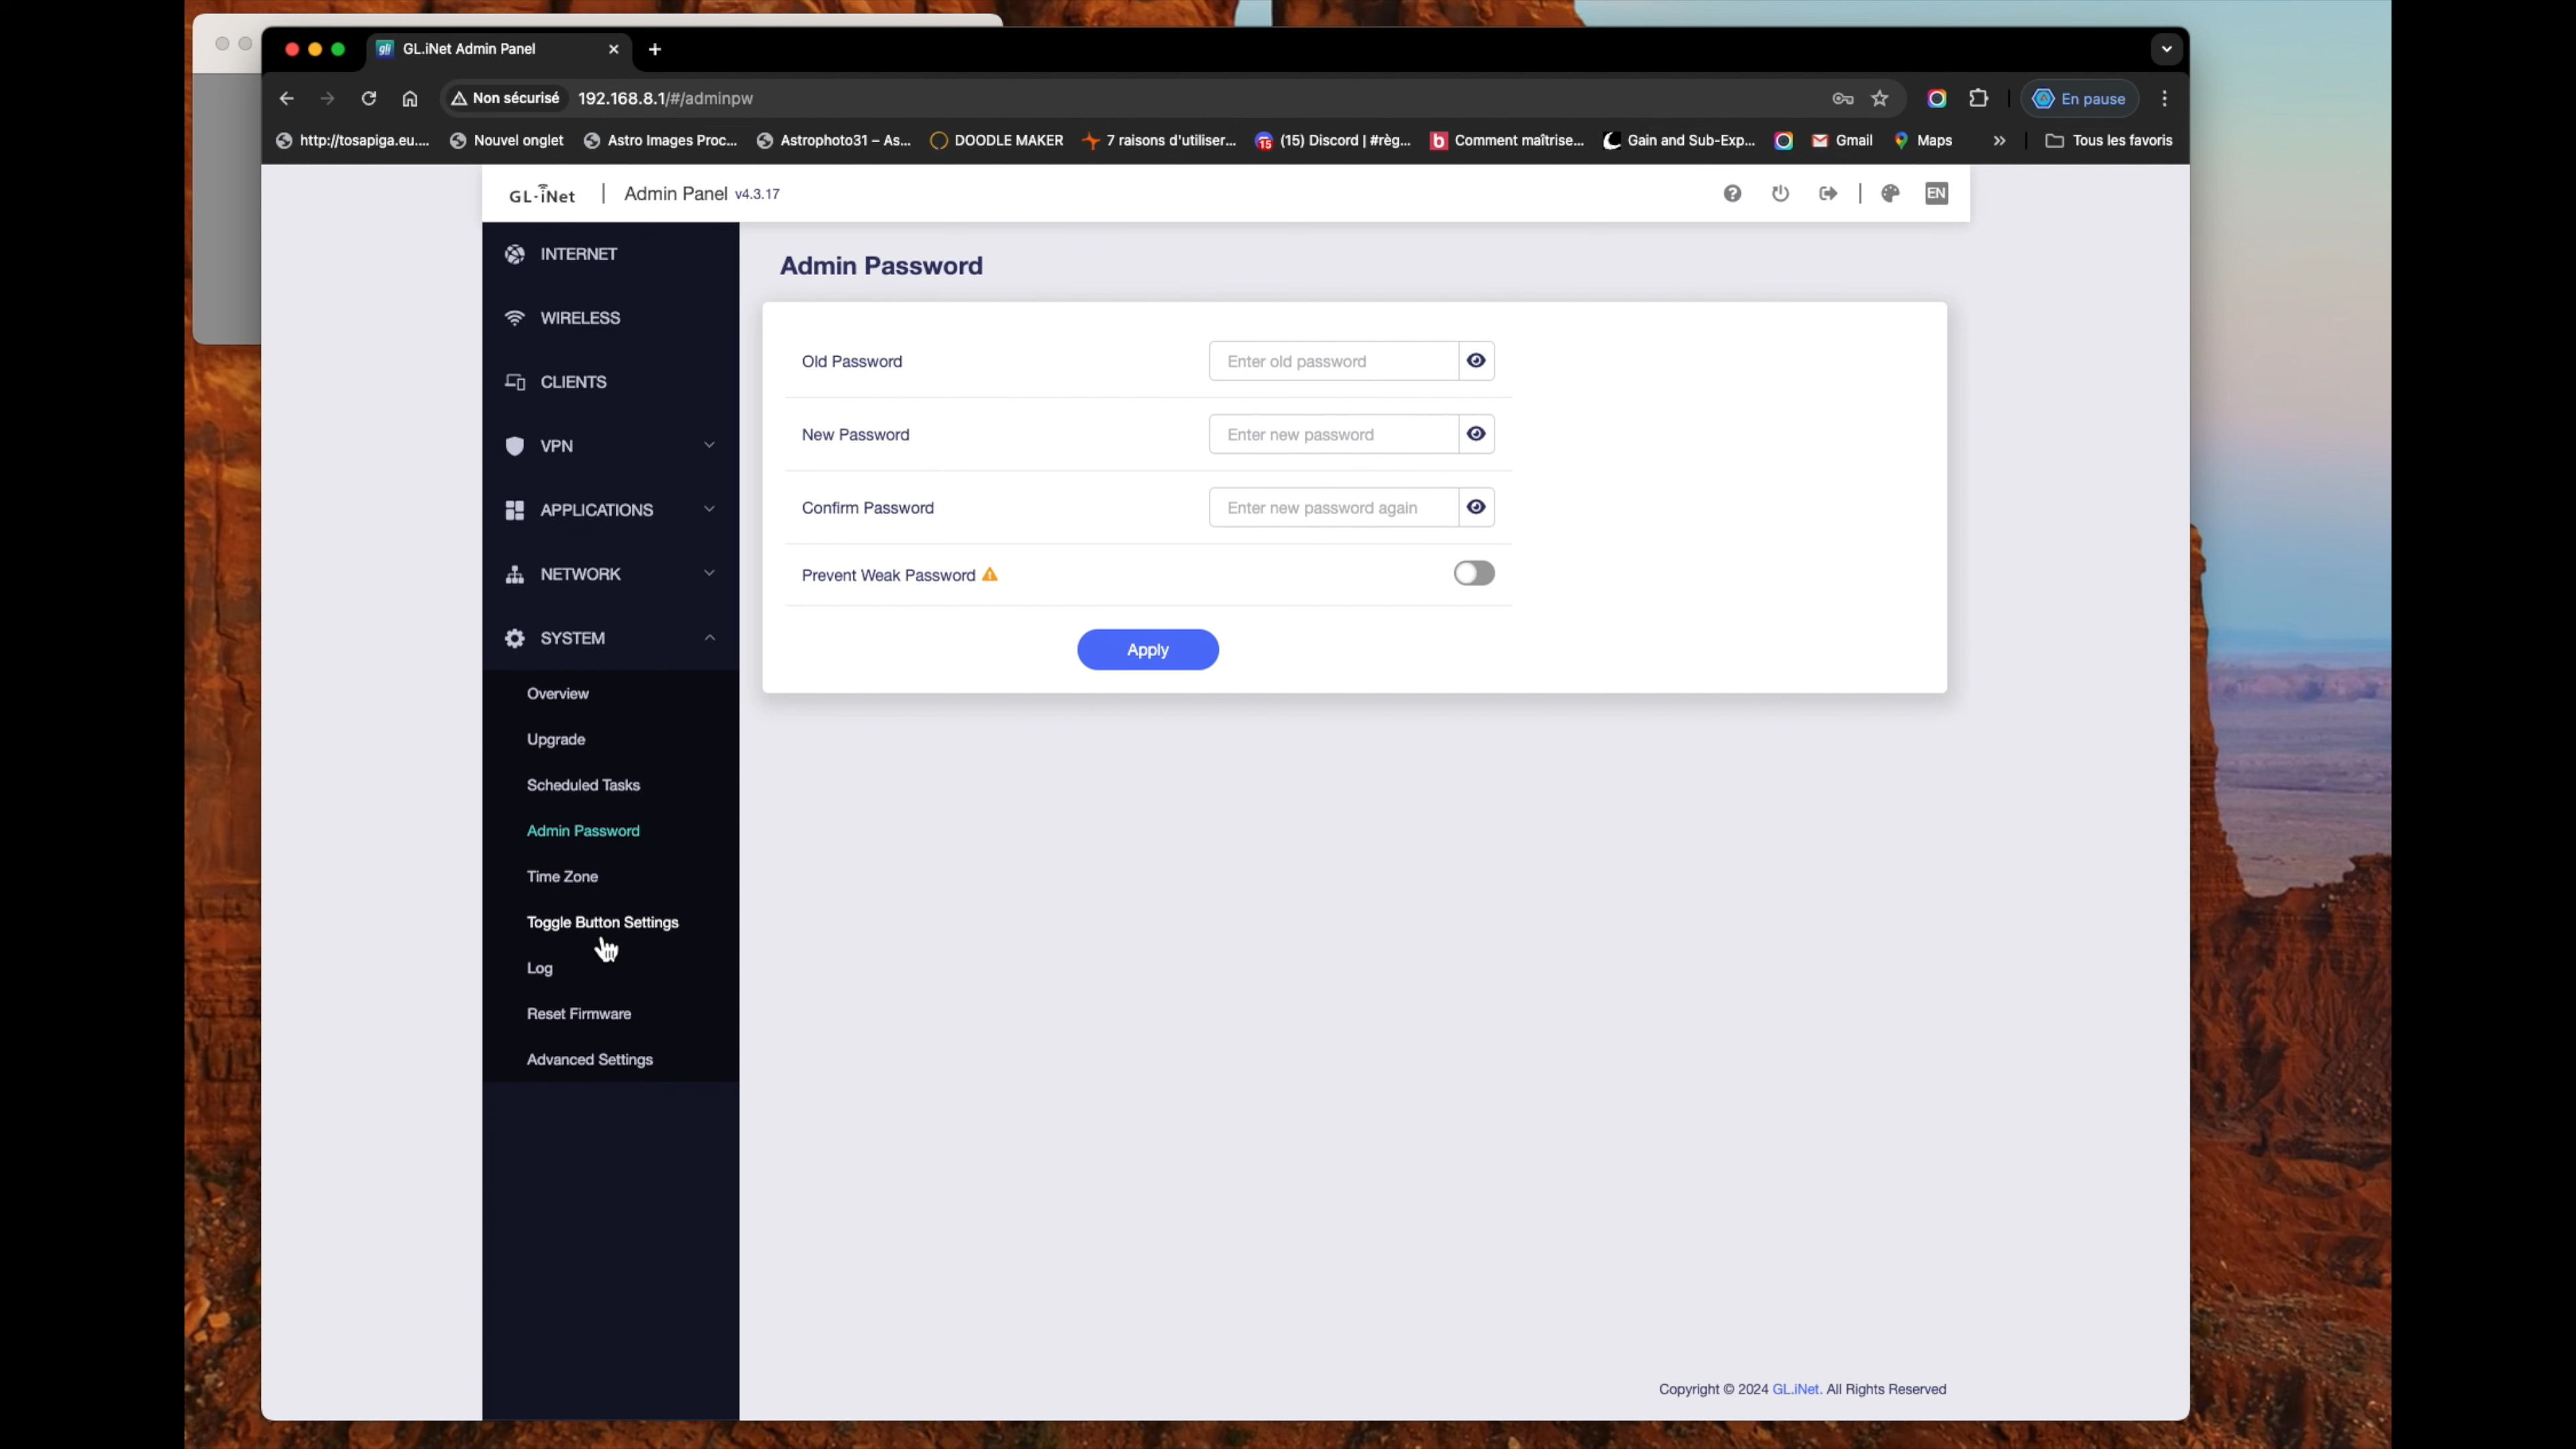 GL.iNet Admin Panel
Non sécurisé 192.168.8.1/#/adminpw En pause
http://tosapiga.eu.... Nouvel onglet Astro Images Proc... Astrophoto31 – As... DOODLE MAKER 7 raisons d'utiliser... (15) Discord | #règ... Comment maîtrise... Gain and Sub-Exp... Gmail Maps » Tous les favoris
GL·iNet | Admin Panel v4.3.17 EN
INTERNET
WIRELESS
CLIENTS
VPN
APPLICATIONS
NETWORK
SYSTEM
Overview
Upgrade
Scheduled Tasks
Admin Password
Time Zone
Toggle Button Settings
Log
Reset Firmware
Advanced Settings
Admin Password
Old Password Enter old password
New Password Enter new password
Confirm Password Enter new password again
Prevent Weak Password
Apply
Copyright © 2024 GL.iNet. All Rights Reserved